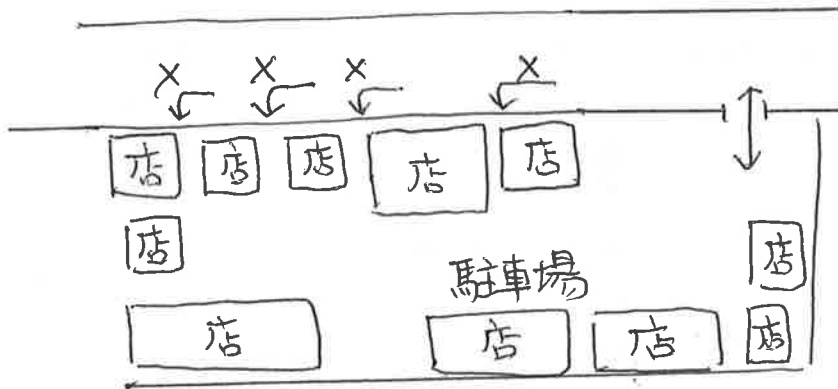 × × × ×
店 店 店 店 店
店 店
駐車場
店 店 店 店